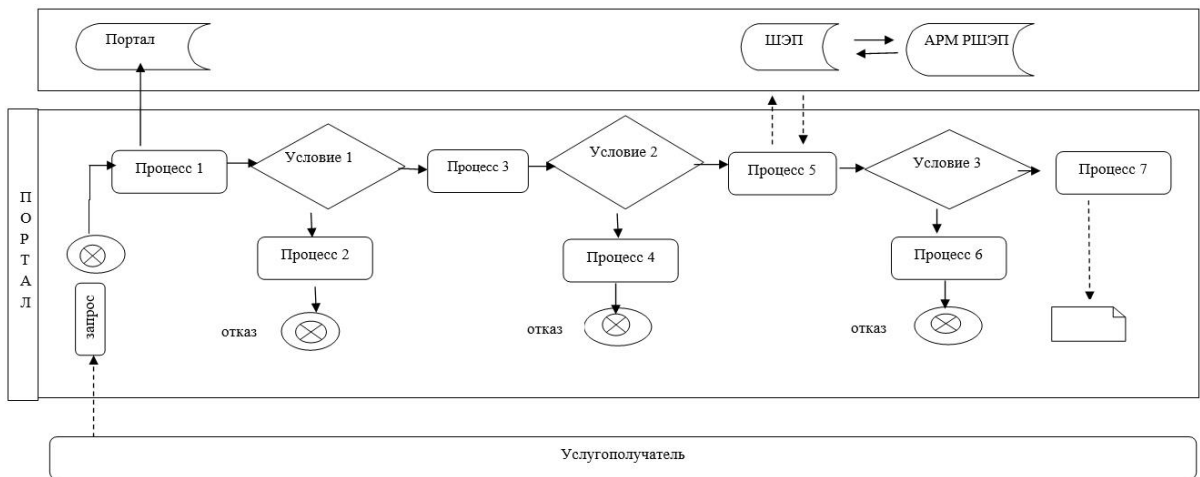 Портал
ШЭП
АРМ РШЭП
ПОРТАЛ
Процесс 1
Условие 1
Процесс 3
Условие 2
Процесс 5
Условие 3
Процесс 7
Процесс 2
Процесс 4
Процесс 6
запрос
отказ
отказ
отказ
Услугополучатель